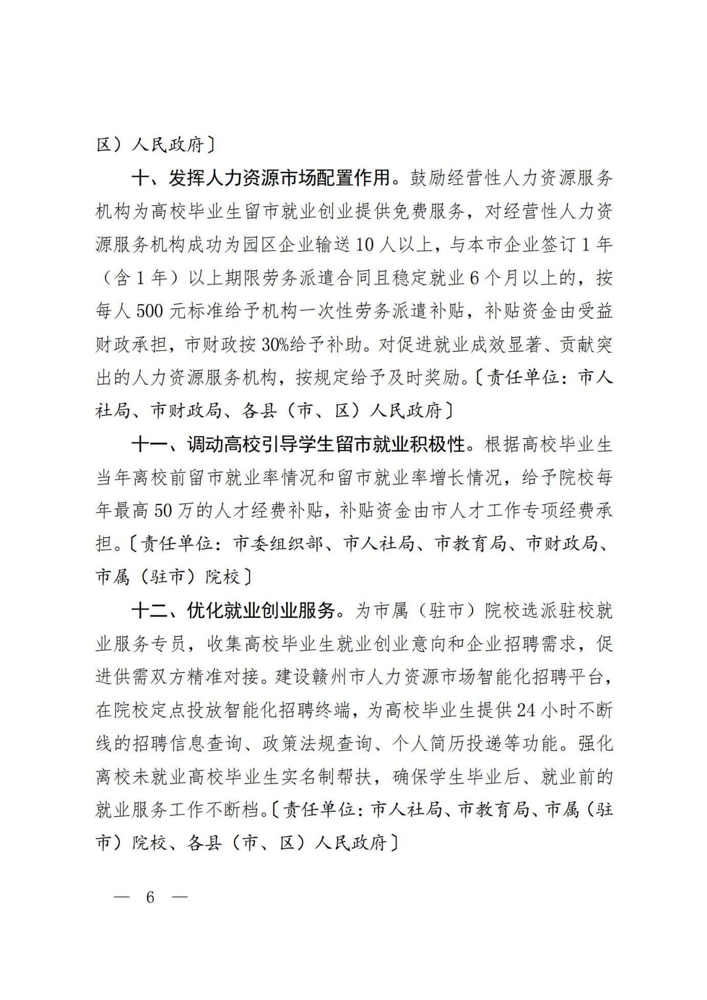 区）人民政府〕
十、发挥人力资源市场配置作用。鼓励经营性人力资源服务
机构为高校毕业生留市就业创业提供免费服务，对经营性人力资
源服务机构成功为园区企业输送 10 人以上，与本市企业签订 1 年
（含 1 年）以上期限劳务派遣合同且稳定就业 6 个月以上的，按
每人 500 元标准给予机构一次性劳务派遣补贴，补贴资金由受益
财政承担，市财政按 30%给予补助。对促进就业成效显著、贡献突
出的人力资源服务机构，按规定给予及时奖励。〔责任单位：市人
社局、市财政局、各县（市、区）人民政府〕
十一、调动高校引导学生留市就业积极性。根据高校毕业生
当年离校前留市就业率情况和留市就业率增长情况，给予院校每
年最高 50 万的人才经费补贴，补贴资金由市人才工作专项经费承
担。〔责任单位：市委组织部、市人社局、市教育局、市财政局、
市属（驻市）院校〕
十二、优化就业创业服务。为市属（驻市）院校选派驻校就
业服务专员，收集高校毕业生就业创业意向和企业招聘需求，促
进供需双方精准对接。建设赣州市人力资源市场智能化招聘平台，
在院校定点投放智能化招聘终端，为高校毕业生提供 24 小时不断
线的招聘信息查询、政策法规查询、个人简历投递等功能。强化
离校未就业高校毕业生实名制帮扶，确保学生毕业后、就业前的
就业服务工作不断档。〔责任单位：市人社局、市教育局、市属（驻
市）院校、各县（市、区）人民政府〕
— 6 —